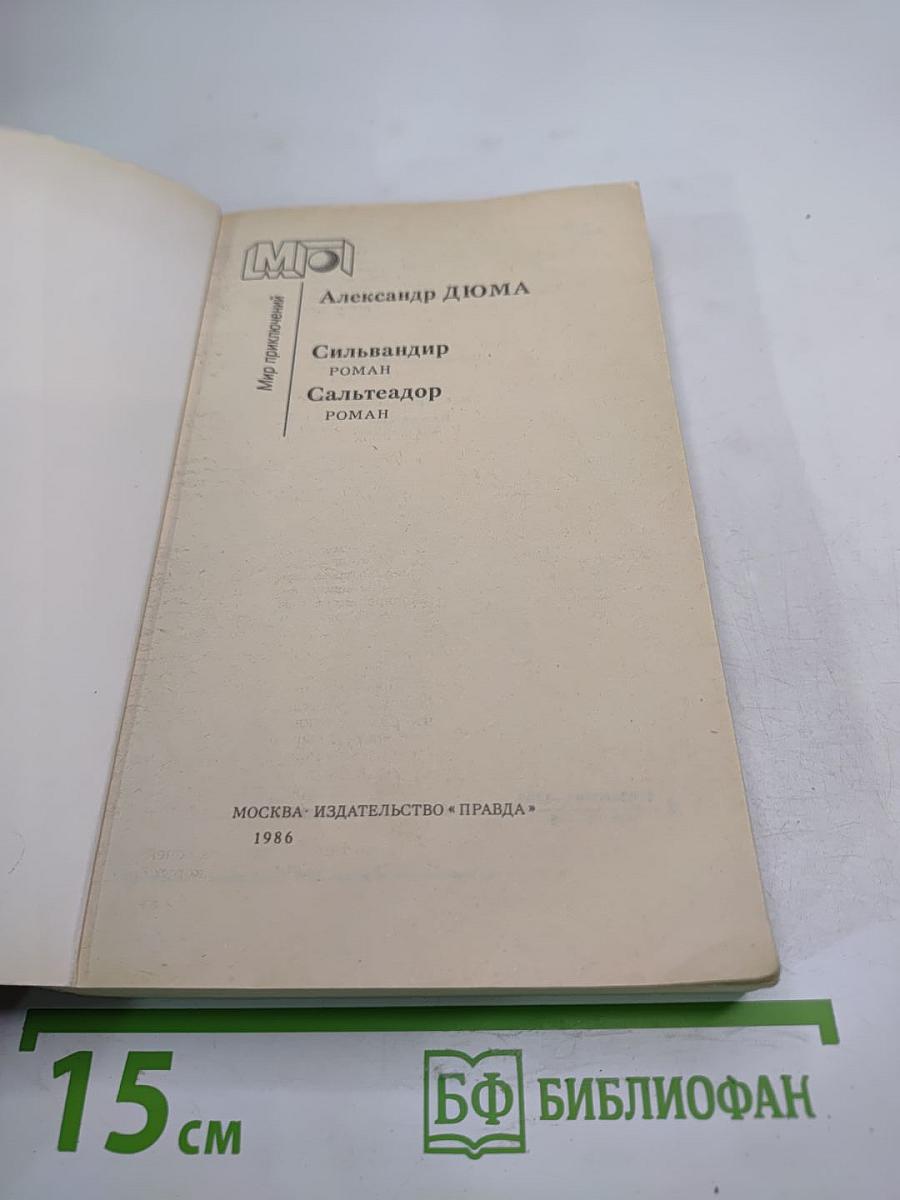 МП
Мир приключений
Александр ДЮМА
Сильвандир
РОМАН
Сальтеадор
РОМАН
МОСКВА · ИЗДАТЕЛЬСТВО «ПРАВДА»
1986
15 см
БФ БИБЛИОФАН